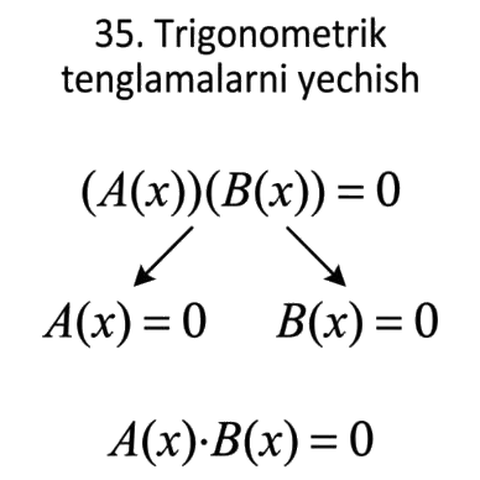 35. Trigonometrik
tenglamalarni yechish
(A(x))(B(x)) = 0
A(x) = 0 B(x) = 0
A(x)·B(x) = 0